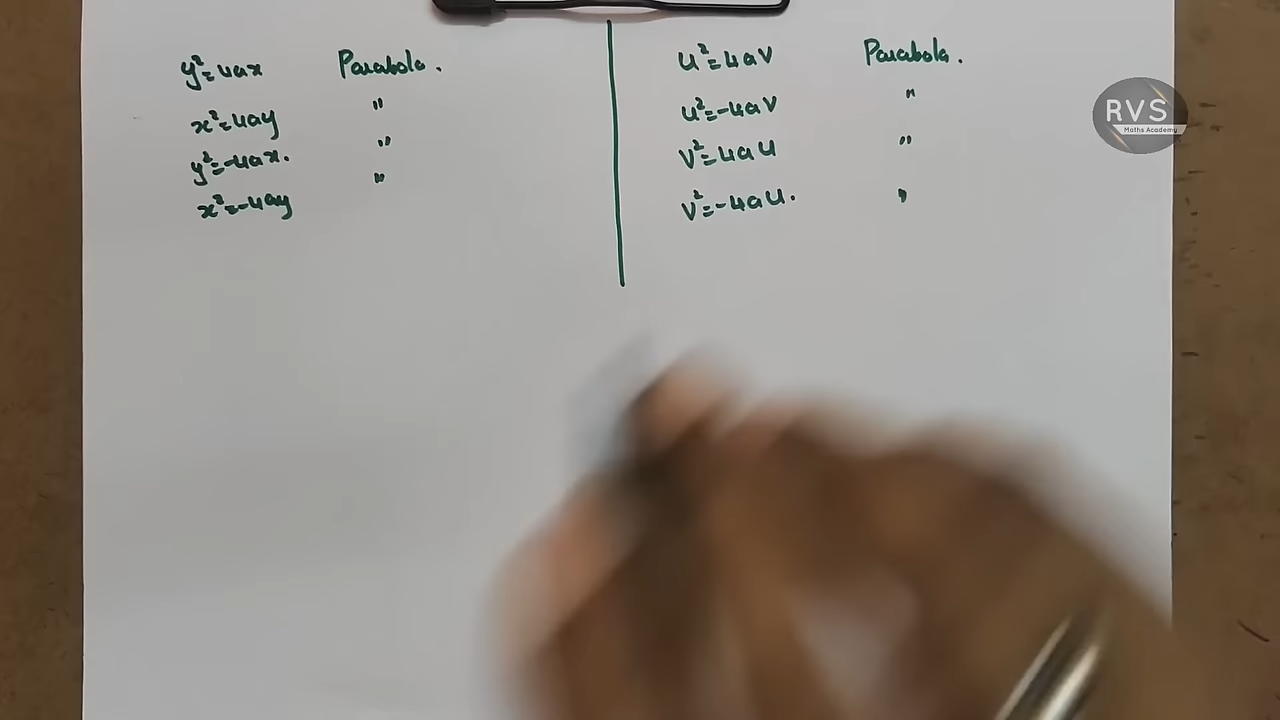 y²=4ax Parabola.
x²=4ay "
y²=-4ax. "
x²=-4ay "
u²=4av Parabola.
u²=-4av "
v²=4au "
v²=-4au. "
RVS
Maths Academy